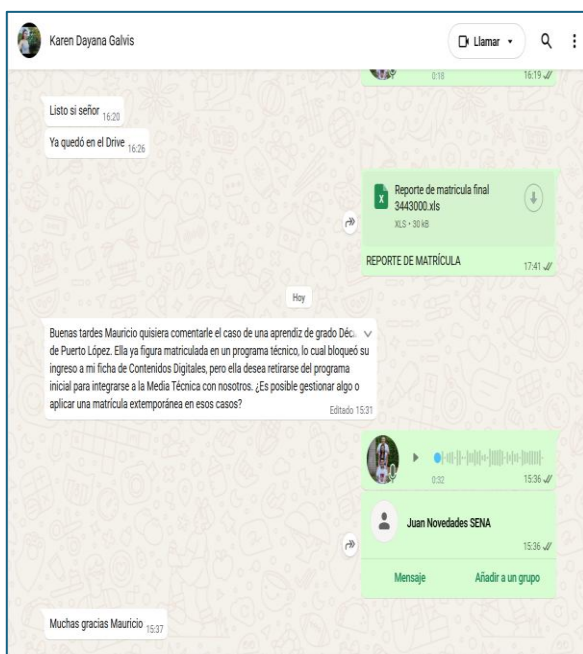 Karen Dayana Galvis
Llamar
0:18
16:19
Listo si señor 16:20
Ya quedó en el Drive 16:26
Reporte de matricula final
3443000.xls
XLS • 30 kB
REPORTE DE MATRÍCULA
17:41
Hoy
Buenas tardes Mauricio quisiera comentarle el caso de una aprendiz de grado Déc
de Puerto López. Ella ya figura matriculada en un programa técnico, lo cual bloqueó su
ingreso a mi ficha de Contenidos Digitales, pero ella desea retirarse del programa
inicial para integrarse a la Media Técnica con nosotros. ¿Es posible gestionar algo o
aplicar una matrícula extemporánea en esos casos?
Editado 15:31
0:32
15:36
Juan Novedades SENA
15:36
Mensaje Añadir a un grupo
Muchas gracias Mauricio 15:37